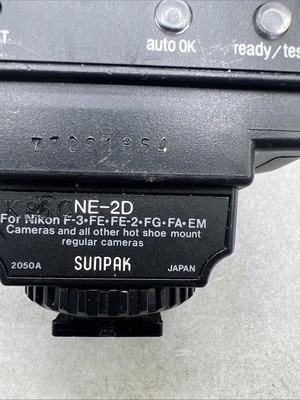 T
auto OK
ready/tes
77091854
NE-2D
For Nikon F-3•FE•FE-2•FG•FA•EM
Cameras and all other hot shoe mount
regular cameras
2050A
SUNPAK
JAPAN